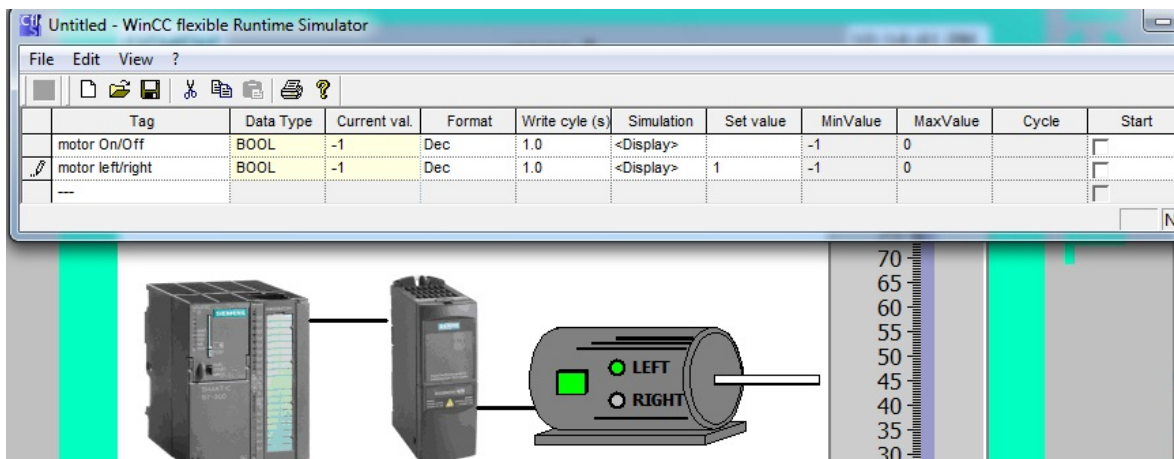 Untitled - WinCC flexible Runtime Simulator
File Edit View ?
Tag Data Type Current val. Format Write cyle (s) Simulation Set value MinValue MaxValue Cycle Start
motor On/Off BOOL -1 Dec 1.0 <Display> -1 0
motor left/right BOOL -1 Dec 1.0 <Display> 1 -1 0
---
N
70
65
60
55
50
45
40
35
30
SIEMENS
LEFT
RIGHT